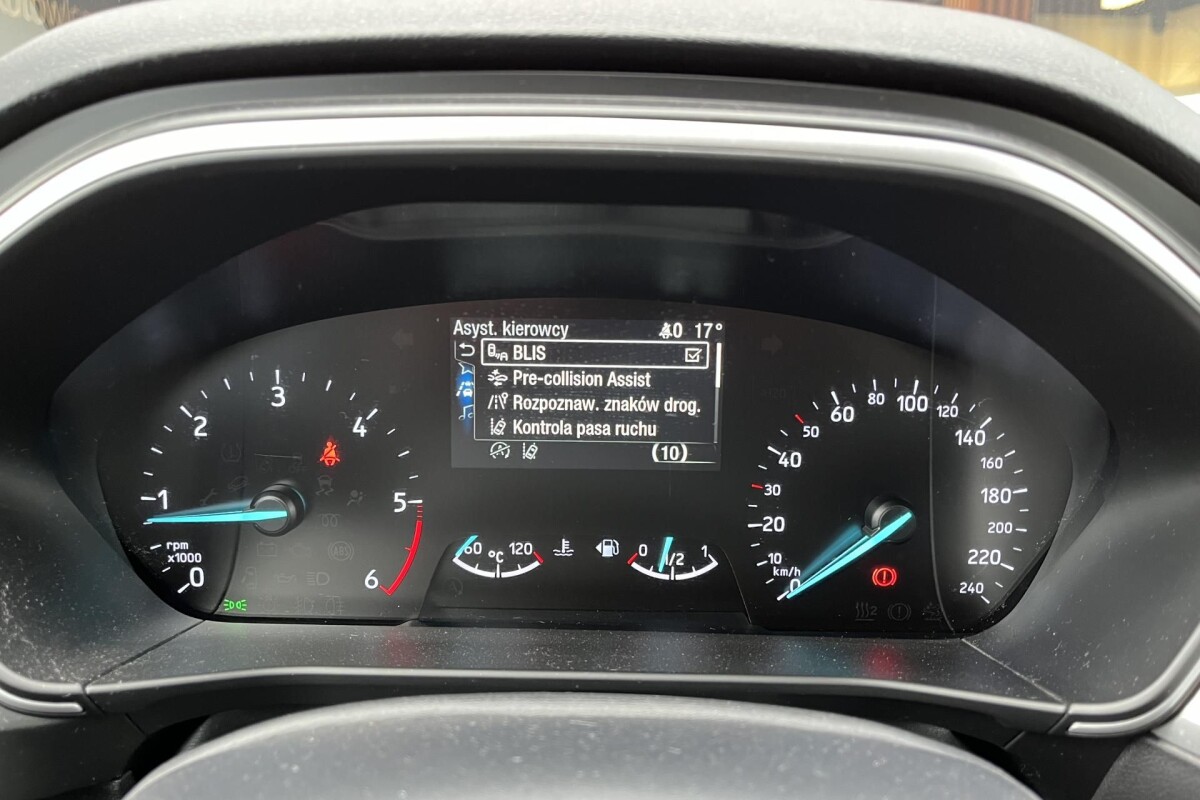 Asyst. kierowcy 17°
BLIS
Pre-collision Assist
Rozpoznaw. znaków drog.
Kontrola pasa ruchu
(10)
0
1
2
3
4
5
6
rpm
x1000
60 °C 120
0 1/2 1
0
10
20
30
40
50
60
80
100
120
140
160
180
200
220
240
km/h
ABS
2